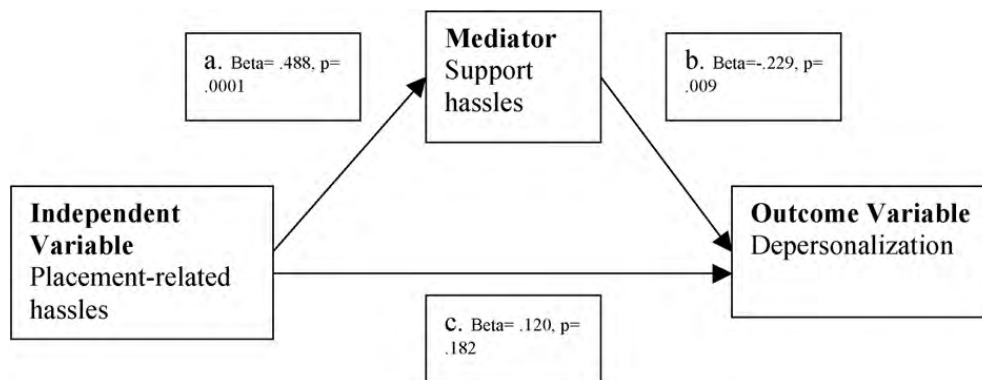 a. Beta= .488, p=
.0001
Mediator
Support
hassles
b. Beta=-.229, p=
.009
Independent
Variable
Placement-related
hassles
Outcome Variable
Depersonalization
c. Beta= .120, p=
.182